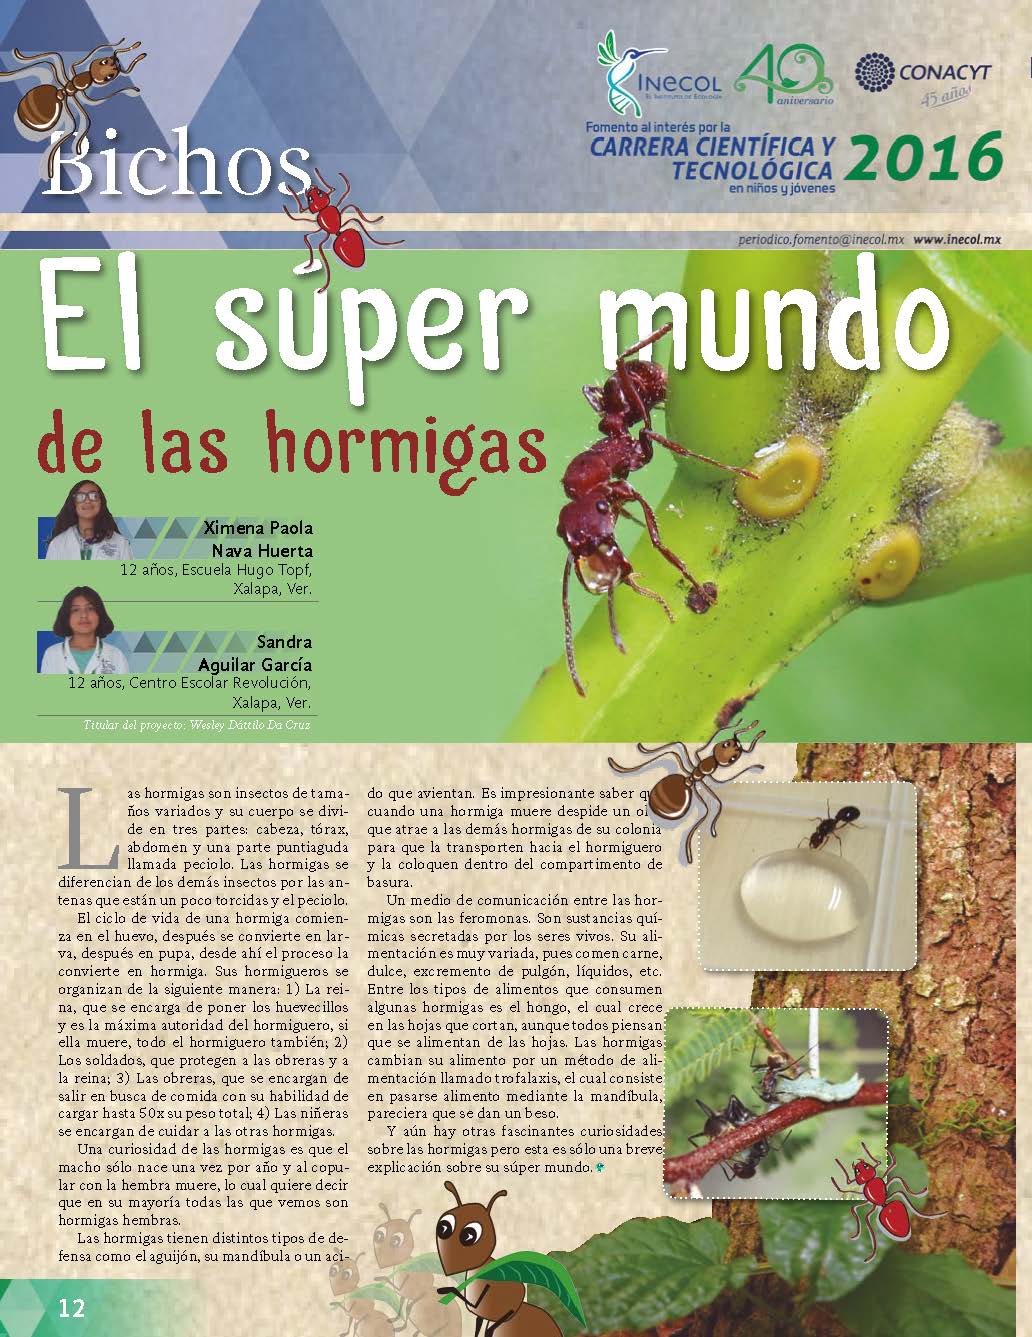 Bichos
INECOL
INSTITUTO DE ECOLOGÍA
40
aniversario
CONACYT
45 años
Fomento al interés por la
CARRERA CIENTÍFICA Y
TECNOLÓGICA
en niños y jóvenes
2016
periodico.fomento@inecol.mx www.inecol.mx
El súper mundo
de las hormigas
Ximena Paola
Nava Huerta
12 años, Escuela Hugo Topf,
Xalapa, Ver.
Sandra
Aguilar García
12 años, Centro Escolar Revolución,
Xalapa, Ver.
Titular del proyecto: Wesley Dáttilo Da Cruz
Las hormigas son insectos de tama-
ños variados y su cuerpo se divi-
de en tres partes: cabeza, tórax,
abdomen y una parte puntiaguda
llamada peciolo. Las hormigas se
diferencian de los demás insectos por las an-
tenas que están un poco torcidas y el peciolo.
El ciclo de vida de una hormiga comien-
za en el huevo, después se convierte en lar-
va, después en pupa, desde ahí el proceso la
convierte en hormiga. Sus hormigueros se
organizan de la siguiente manera: 1) La rei-
na, que se encarga de poner los huevecillos
y es la máxima autoridad del hormiguero, si
ella muere, todo el hormiguero también; 2)
Los soldados, que protegen a las obreras y a
la reina; 3) Las obreras, que se encargan de
salir en busca de comida con su habilidad de
cargar hasta 50x su peso total; 4) Las niñeras
se encargan de cuidar a las otras hormigas.
Una curiosidad de las hormigas es que el
macho sólo nace una vez por año y al copu-
lar con la hembra muere, lo cual quiere decir
que en su mayoría todas las que vemos son
hormigas hembras.
Las hormigas tienen distintos tipos de de-
fensa como el aguijón, su mandíbula o un áci-
do que avientan. Es impresionante saber
cuando una hormiga muere despide un
que atrae a las demás hormigas de su colonia
para que la transporten hacia el hormiguero
y la coloquen dentro del compartimento de
basura.
Un medio de comunicación entre las hor-
migas son las feromonas. Son sustancias quí-
micas secretadas por los seres vivos. Su ali-
mentación es muy variada, pues comen carne,
dulce, excremento de pulgón, líquidos, etc.
Entre los tipos de alimentos que consumen
algunas hormigas es el hongo, el cual crece
en las hojas que cortan, aunque todos piensan
que se alimentan de las hojas. Las hormigas
cambian su alimento por un método de ali-
mentación llamado trofalaxis, el cual consiste
en pasarse alimento mediante la mandíbula,
pareciera que se dan un beso.
Y aún hay otras fascinantes curiosidades
sobre las hormigas pero esta es sólo una breve
explicación sobre su súper mundo.
12